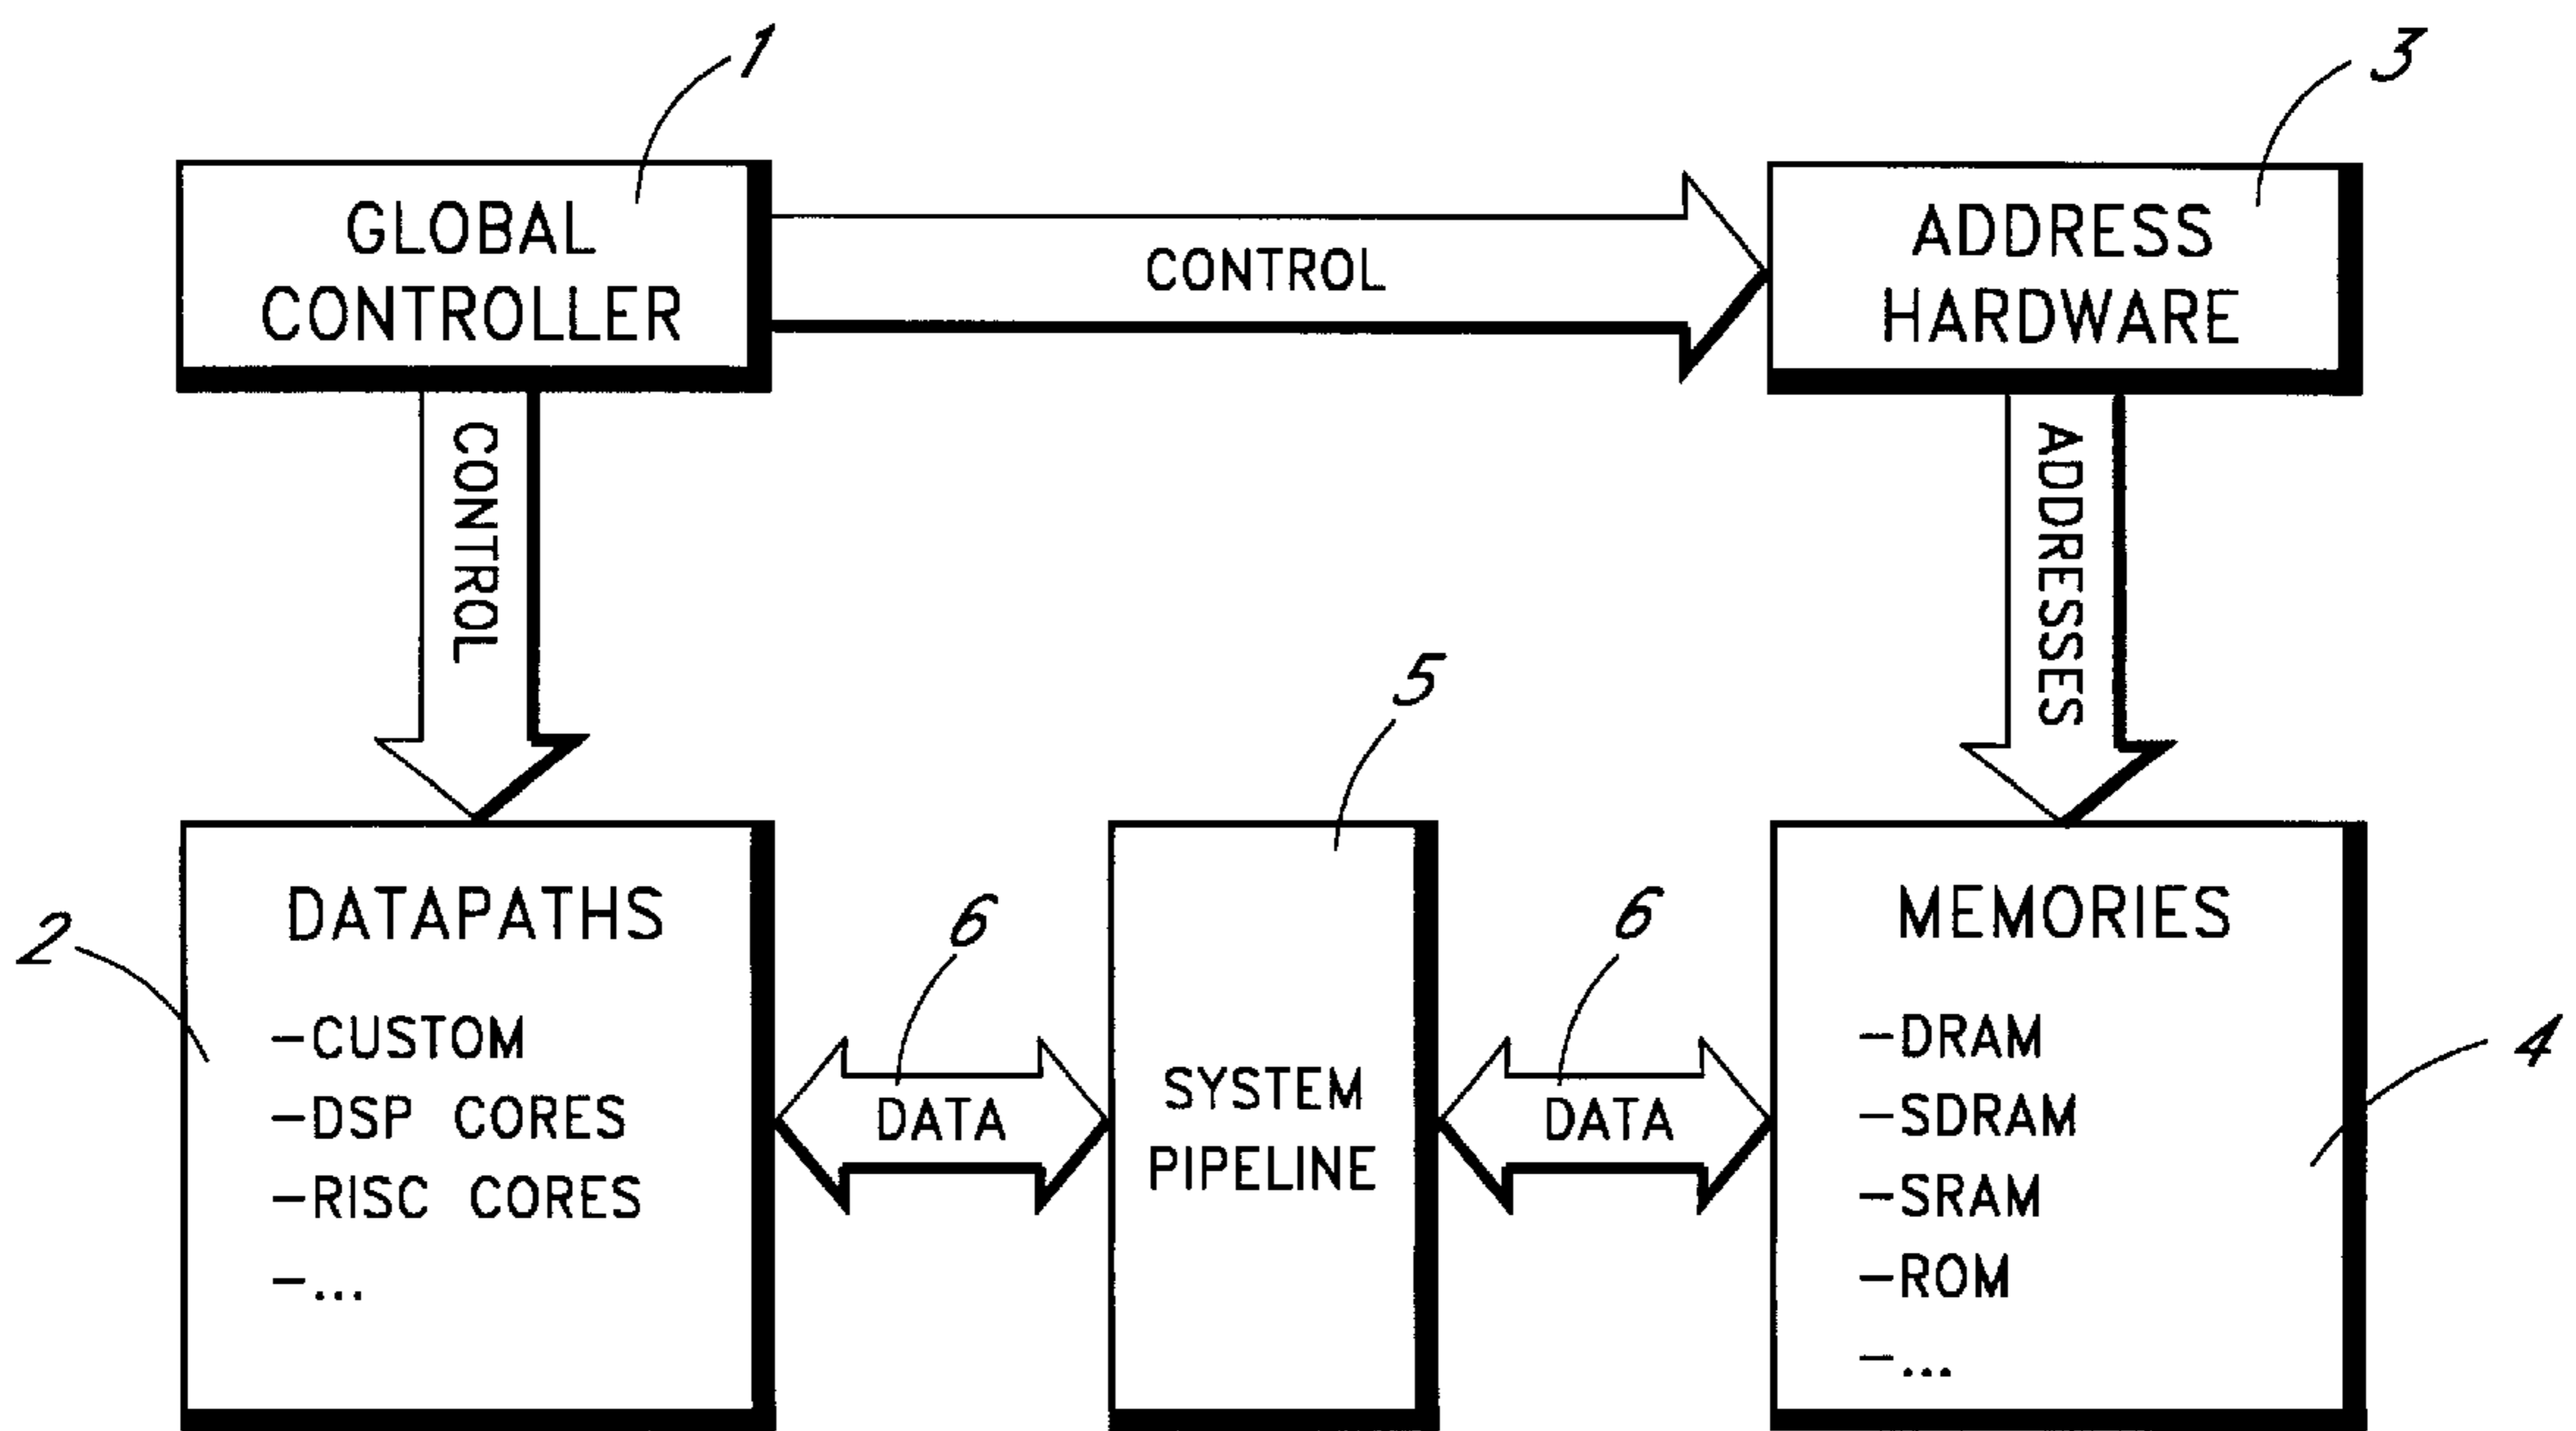 1
3
GLOBAL
CONTROLLER
CONTROL
ADDRESS
HARDWARE
CONTROL
ADDRESSES
5
2
DATAPATHS
-CUSTOM
-DSP CORES
-RISC CORES
-...
6
DATA
SYSTEM
PIPELINE
6
DATA
MEMORIES
-DRAM
-SDRAM
-SRAM
-ROM
-...
4